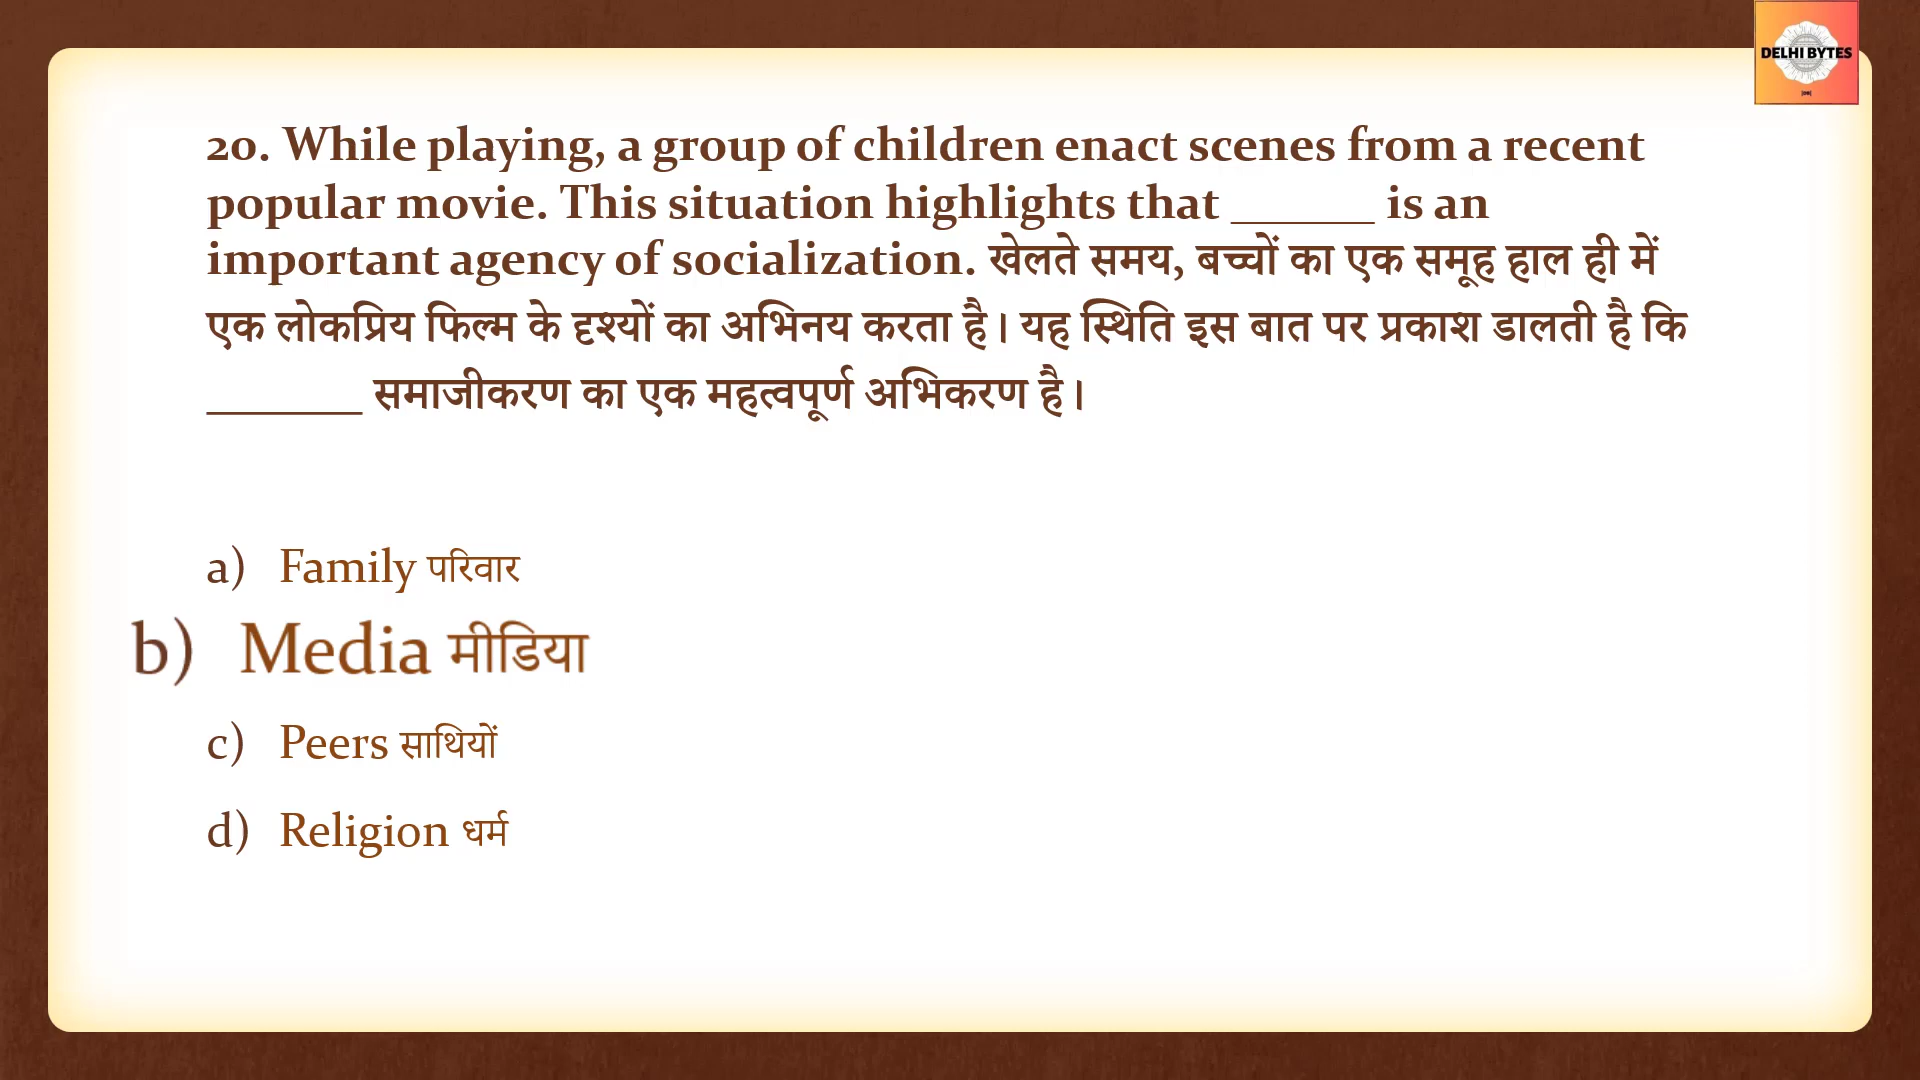 DELHI BYTES
20. While playing, a group of children enact scenes from a recent
popular movie. This situation highlights that ______ is an
important agency of socialization. खेलते समय, बच्चों का एक समूह हाल ही में
एक लोकप्रिय फिल्म के दृश्यों का अभिनय करता है। यह स्थिति इस बात पर प्रकाश डालती है कि
______ समाजीकरण का एक महत्वपूर्ण अभिकरण है।
a) Family परिवार
b) Media मीडिया
c) Peers साथियों
d) Religion धर्म